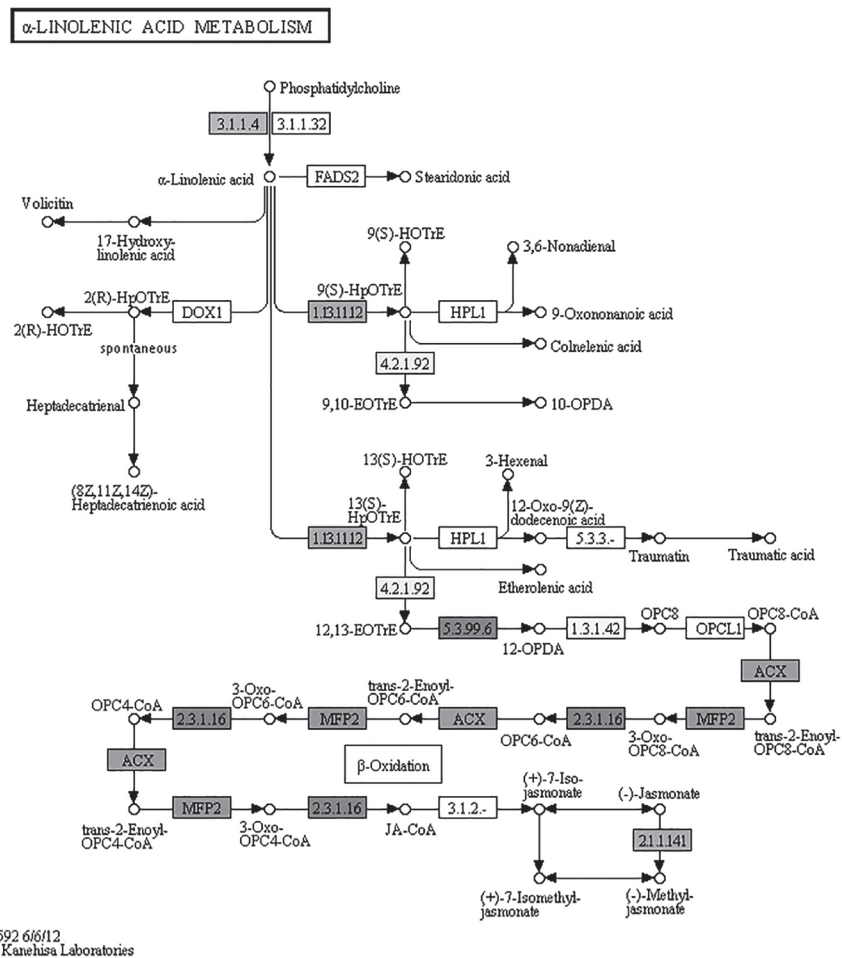 α-LINOLENIC ACID METABOLISM
Phosphatidylcholine
3.1.1.4
3.1.1.32
α-Linolenic acid
FADS2
Stearidonic acid
Volicitin
17-Hydroxy-
linolenic acid
9(S)-HOTrE
3,6-Nonadienal
2(R)-HpOTrE
DOX1
9(S)-HpOTrE
1.13.11.12
HPL1
9-Oxononanoic acid
2(R)-HOTrE
spontaneous
Colnelenic acid
4.2.1.92
Heptadecatrienal
9,10-EOTrE
10-OPDA
13(S)-HOTrE
3-Hexenal
(8Z,11Z,14Z)-
Heptadecatrienoic acid
13(S)-
HpOTrE
12-Oxo-9(Z)-
dodecenoic acid
1.13.11.12
HPL1
5.3.3.-
Traumatin
Traumatic acid
Etherolenic acid
4.2.1.92
12,13-EOTrE
5.3.99.6
12-OPDA
1.3.1.42
OPC8
OPCL1
OPC8-CoA
ACX
OPC4-CoA
2.3.1.16
3-Oxo-
OPC6-CoA
MFP2
trans-2-Enoyl-
OPC6-CoA
ACX
OPC6-CoA
2.3.1.16
3-Oxo-
OPC8-CoA
MFP2
trans-2-Enoyl-
OPC8-CoA
ACX
β-Oxidation
trans-2-Enoyl-
OPC4-CoA
MFP2
3-Oxo-
OPC4-CoA
2.3.1.16
JA-CoA
3.1.2.-
(+)-7-Iso-
jasmonate
(-)-Jasmonate
2.1.1.141
(+)-7-Isomethyl-
jasmonate
(-)-Methyl-
jasmonate
592 6/6/12
Kanehisa Laboratories